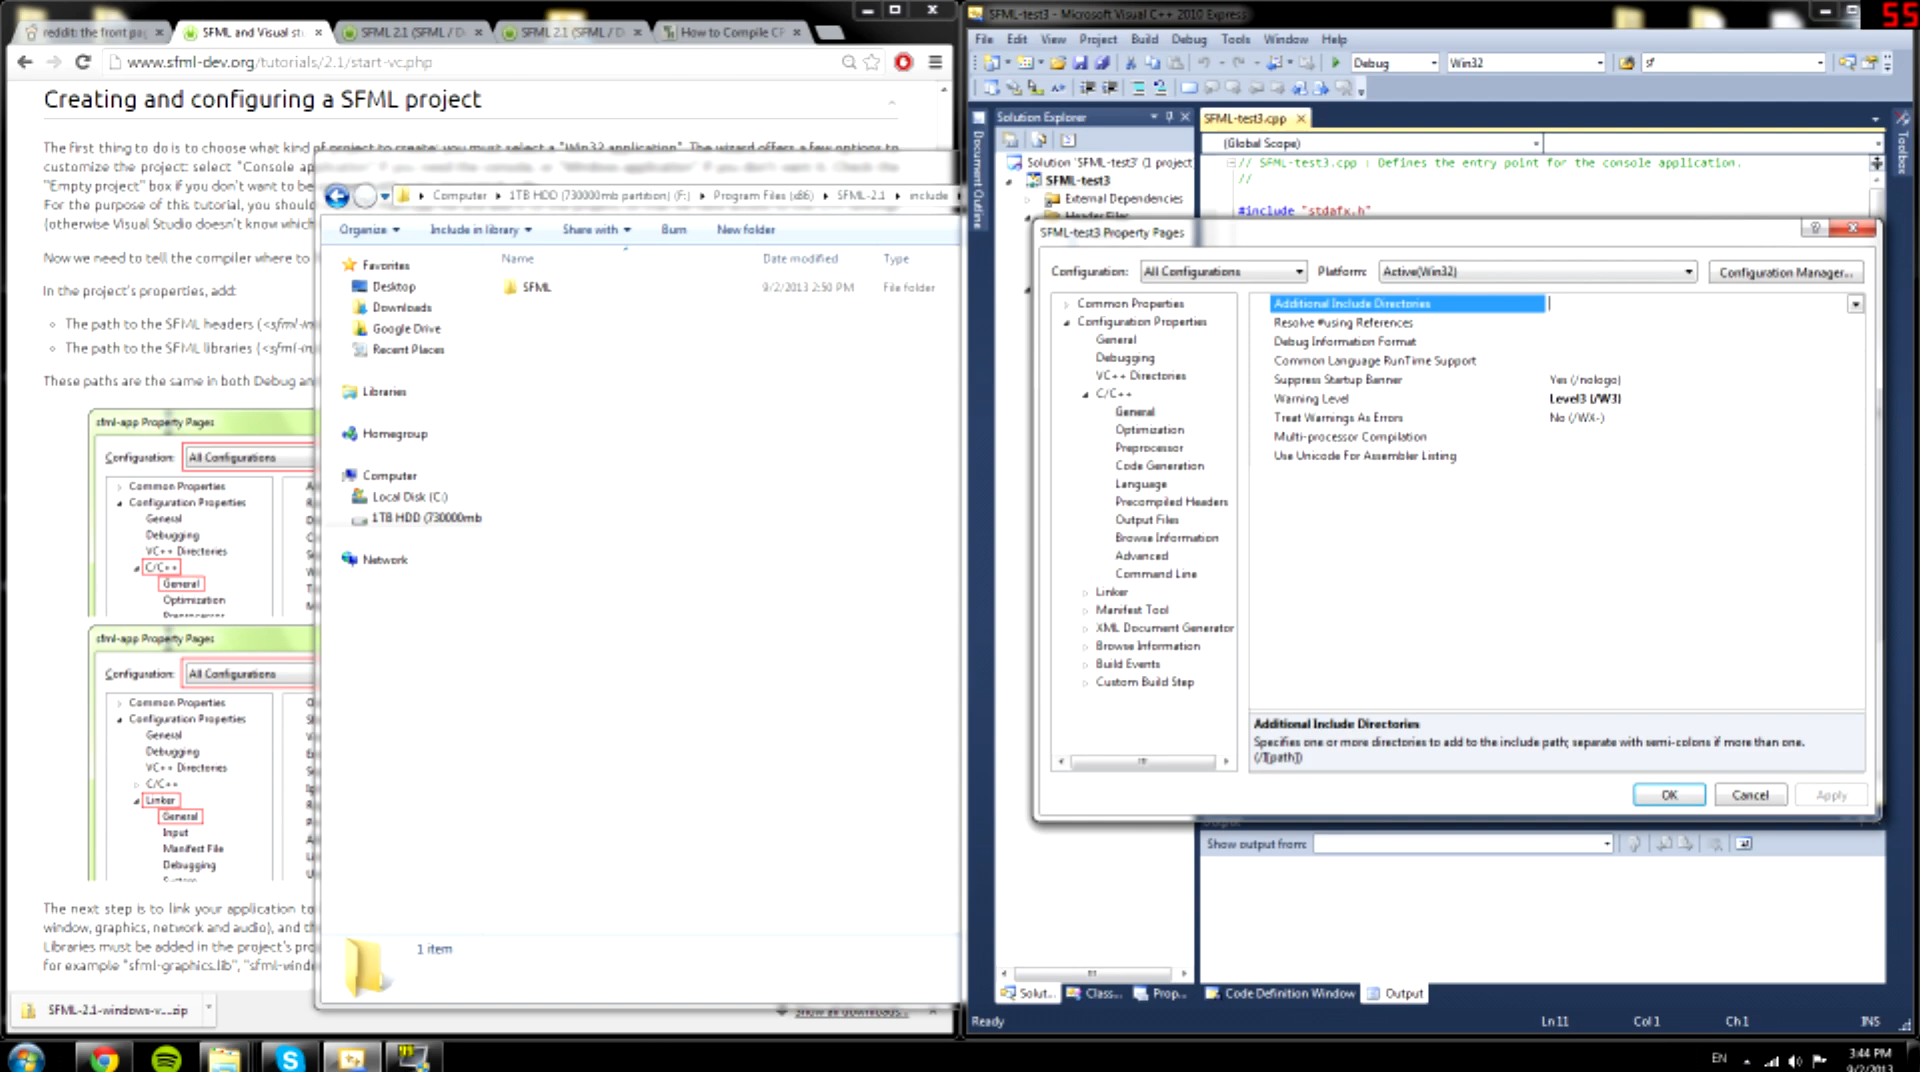 reddit: the front pa
SFML and Visual st
SFML 2.1 (SFML / D
SFML 2.1 (SFML / D
How to Compile CF
www.sfml-dev.org/tutorials/2.1/start-vc.php
Creating and configuring a SFML project
The first thing to do is to choose what kind of project to create: you must select a "Win32 application". The wizard offers a few options to
customize the project: select "Console ap
"Empty project" box if you don't want to be
For the purpose of this tutorial, you should
(otherwise Visual Studio doesn't know which
Now we need to tell the compiler where to
In the project's properties, add:
The path to the SFML headers (<sfml-in
The path to the SFML libraries (<sfml-in
These paths are the same in both Debug an
sfml-app Property Pages
Configuration: All Configurations
Common Properties
Configuration Properties
General
Debugging
VC++ Directories
C/C++
General
Optimization
sfml-app Property Pages
Configuration: All Configurations
Common Properties
Configuration Properties
General
Debugging
VC++ Directories
C/C++
Linker
General
Input
Manifest File
Debugging
The next step is to link your application to
window, graphics, network and audio), and th
Libraries must be added in the project's pro
for example "sfml-graphics.lib", "sfml-wind
SFML-2.1-windows-v....zip
Show all downloads...
Computer 1TB HDD (730000mb partition) (F:) Program Files (x86) SFML-2.1 include
Organize Include in library Share with Burn New folder
Name Date modified Type
SFML 9/2/2013 2:50 PM File folder
Favorites
Desktop
Downloads
Google Drive
Recent Places
Libraries
Homegroup
Computer
Local Disk (C:)
1TB HDD (730000mb
Network
1 item
SFML-test3 - Microsoft Visual C++ 2010 Express
55
File Edit View Project Build Debug Tools Window Help
Debug Win32 sf
Document Outline
Solution Explorer
Solution 'SFML-test3' (1 project
SFML-test3
External Dependencies
Header Files
SFML-test3.cpp
(Global Scope)
// SFML-test3.cpp : Defines the entry point for the console application.
//
#include "stdafx.h"
Toolbox
SFML-test3 Property Pages
Configuration: All Configurations Platform: Active(Win32) Configuration Manager...
Common Properties
Configuration Properties
General
Debugging
VC++ Directories
C/C++
General
Optimization
Preprocessor
Code Generation
Language
Precompiled Headers
Output Files
Browse Information
Advanced
Command Line
Linker
Manifest Tool
XML Document Generator
Browse Information
Build Events
Custom Build Step
Additional Include Directories
Resolve #using References
Debug Information Format
Common Language RunTime Support
Suppress Startup Banner Yes (/nologo)
Warning Level Level3 (/W3)
Treat Warnings As Errors No (/WX-)
Multi-processor Compilation
Use Unicode For Assembler Listing
Additional Include Directories
Specifies one or more directories to add to the include path; separate with semi-colons if more than one.
(/I[path])
OK Cancel Apply
Output
Show output from:
Solut... Class... Prop...
Code Definition Window Output
Ready Ln 11 Col 1 Ch 1 INS
EN
3:44 PM
9/2/2013